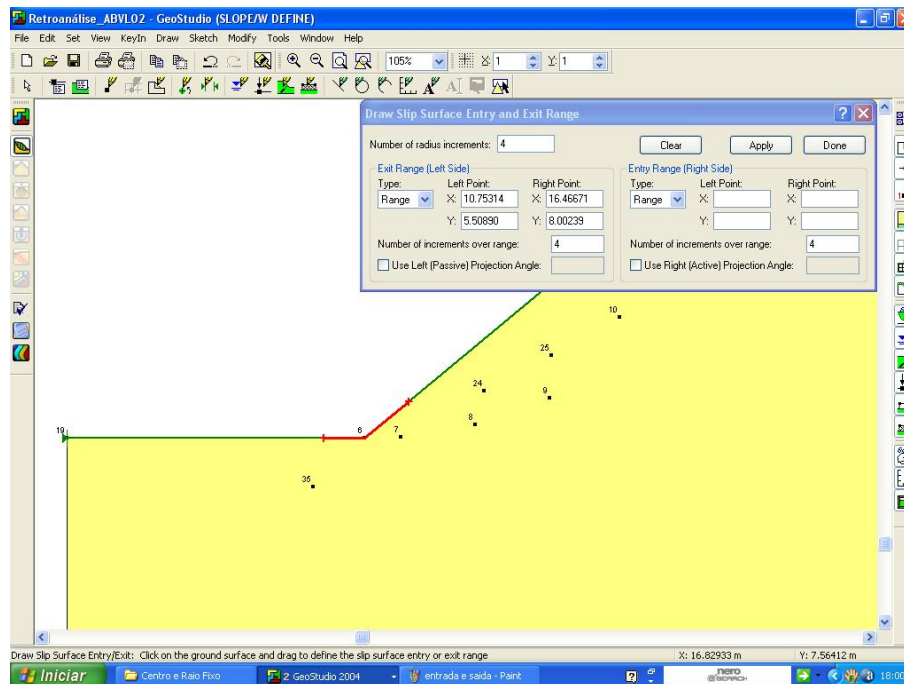 Retroanálise_ABVL02 - GeoStudio (SLOPE/W DEFINE)
File Edit Set View KeyIn Draw Sketch Modify Tools Window Help
105% X 1 Y: 1
Draw Slip Surface Entry and Exit Range
Number of radius increments: 4 Clear Apply Done
Exit Range (Left Side) Entry Range (Right Side)
Type: Left Point: Right Point: Type: Left Point: Right Point:
Range X: 10.75314 X: 16.46671 Range X: X:
Y: 5.50890 Y: 8.00239 Y: Y:
Number of increments over range: 4 Number of increments over range: 4
Use Left (Passive) Projection Angle: Use Right (Active) Projection Angle:
10
25
24
9
8
19 6 7
35
Draw Slip Surface Entry/Exit: Click on the ground surface and drag to define the slip surface entry or exit range X: 16.82933 m Y: 7.56412 m
Iniciar Centro e Raio Fixo 2 GeoStudio 2004 entrada e saida - Paint nero SEARCH 18:00